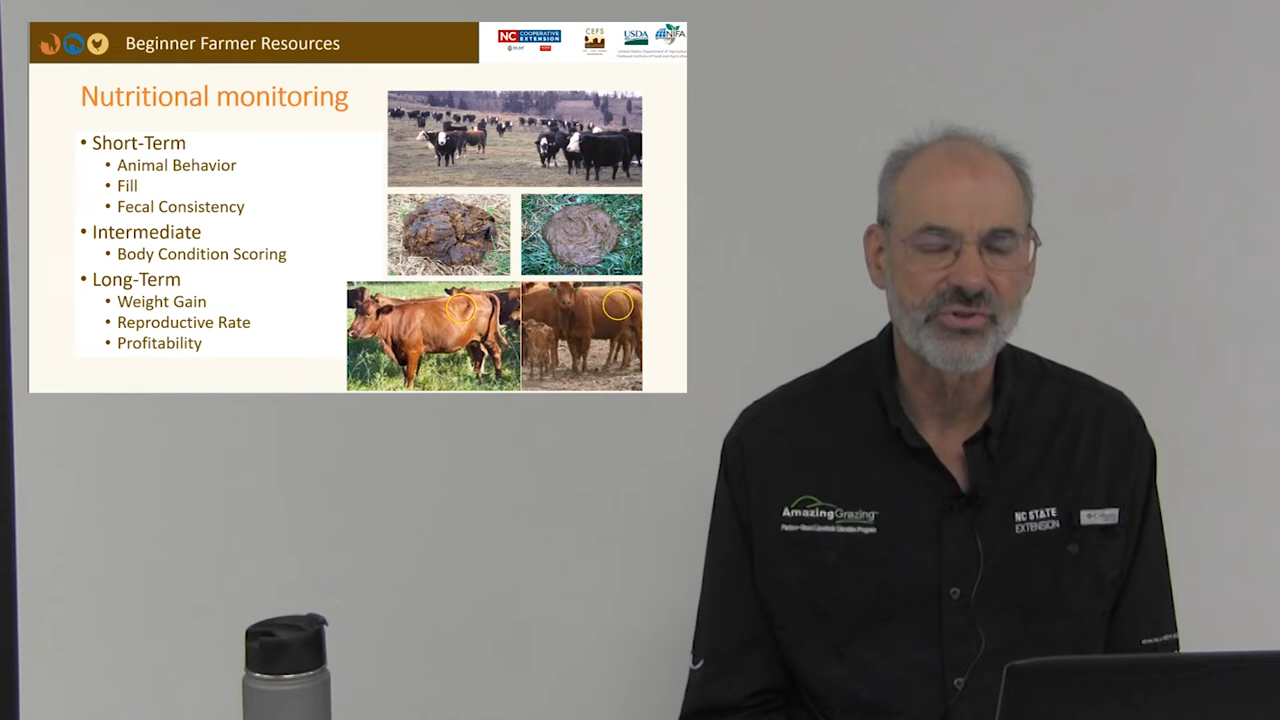 Beginner Farmer Resources
NC COOPERATIVE
EXTENSION
CEFS
USDA
NIFA
Nutritional monitoring
• Short-Term
• Animal Behavior
• Fill
• Fecal Consistency
• Intermediate
• Body Condition Scoring
• Long-Term
• Weight Gain
• Reproductive Rate
• Profitability
AmazingGrazing
NC STATE
EXTENSION
Columbia